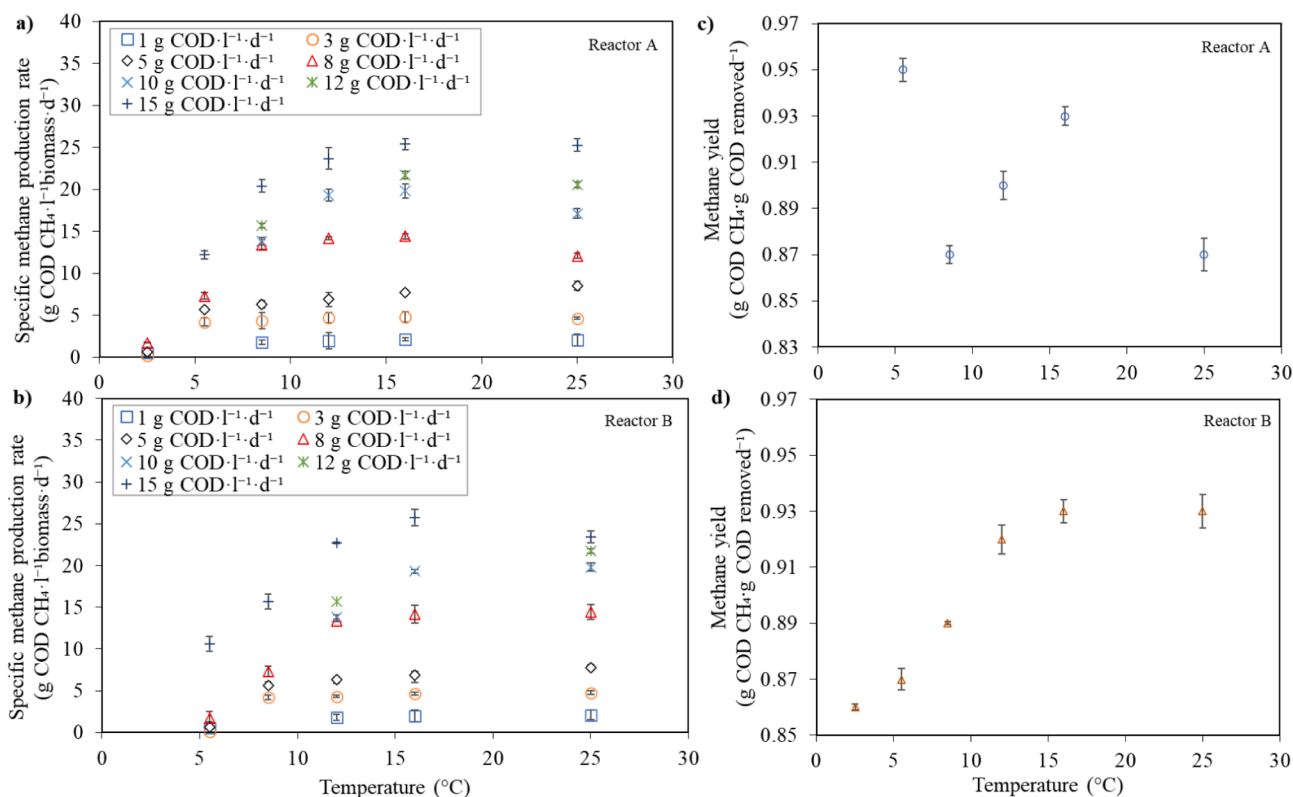 a)
40
35
30
25
20
15
10
5
0
0 5 10 15 20 25 30
Specific methane production rate
(g COD CH₄·l⁻¹biomass·d⁻¹)
1 g COD·l⁻¹·d⁻¹
3 g COD·l⁻¹·d⁻¹
5 g COD·l⁻¹·d⁻¹
8 g COD·l⁻¹·d⁻¹
10 g COD·l⁻¹·d⁻¹
12 g COD·l⁻¹·d⁻¹
15 g COD·l⁻¹·d⁻¹
Reactor A
b)
40
35
30
25
20
15
10
5
0
0 5 10 15 20 25 30
Specific methane production rate
(g COD CH₄·l⁻¹biomass·d⁻¹)
1 g COD·l⁻¹·d⁻¹
3 g COD·l⁻¹·d⁻¹
5 g COD·l⁻¹·d⁻¹
8 g COD·l⁻¹·d⁻¹
10 g COD·l⁻¹·d⁻¹
12 g COD·l⁻¹·d⁻¹
15 g COD·l⁻¹·d⁻¹
Reactor B
Temperature (°C)
c)
0.97
0.95
0.93
0.91
0.89
0.87
0.85
0.83
0 5 10 15 20 25 30
Methane yield
(g COD CH₄·g COD removed⁻¹)
Reactor A
d)
0.97
0.95
0.93
0.91
0.89
0.87
0.85
0 5 10 15 20 25 30
Methane yield
(g COD CH₄·g COD removed⁻¹)
Reactor B
Temperature (°C)